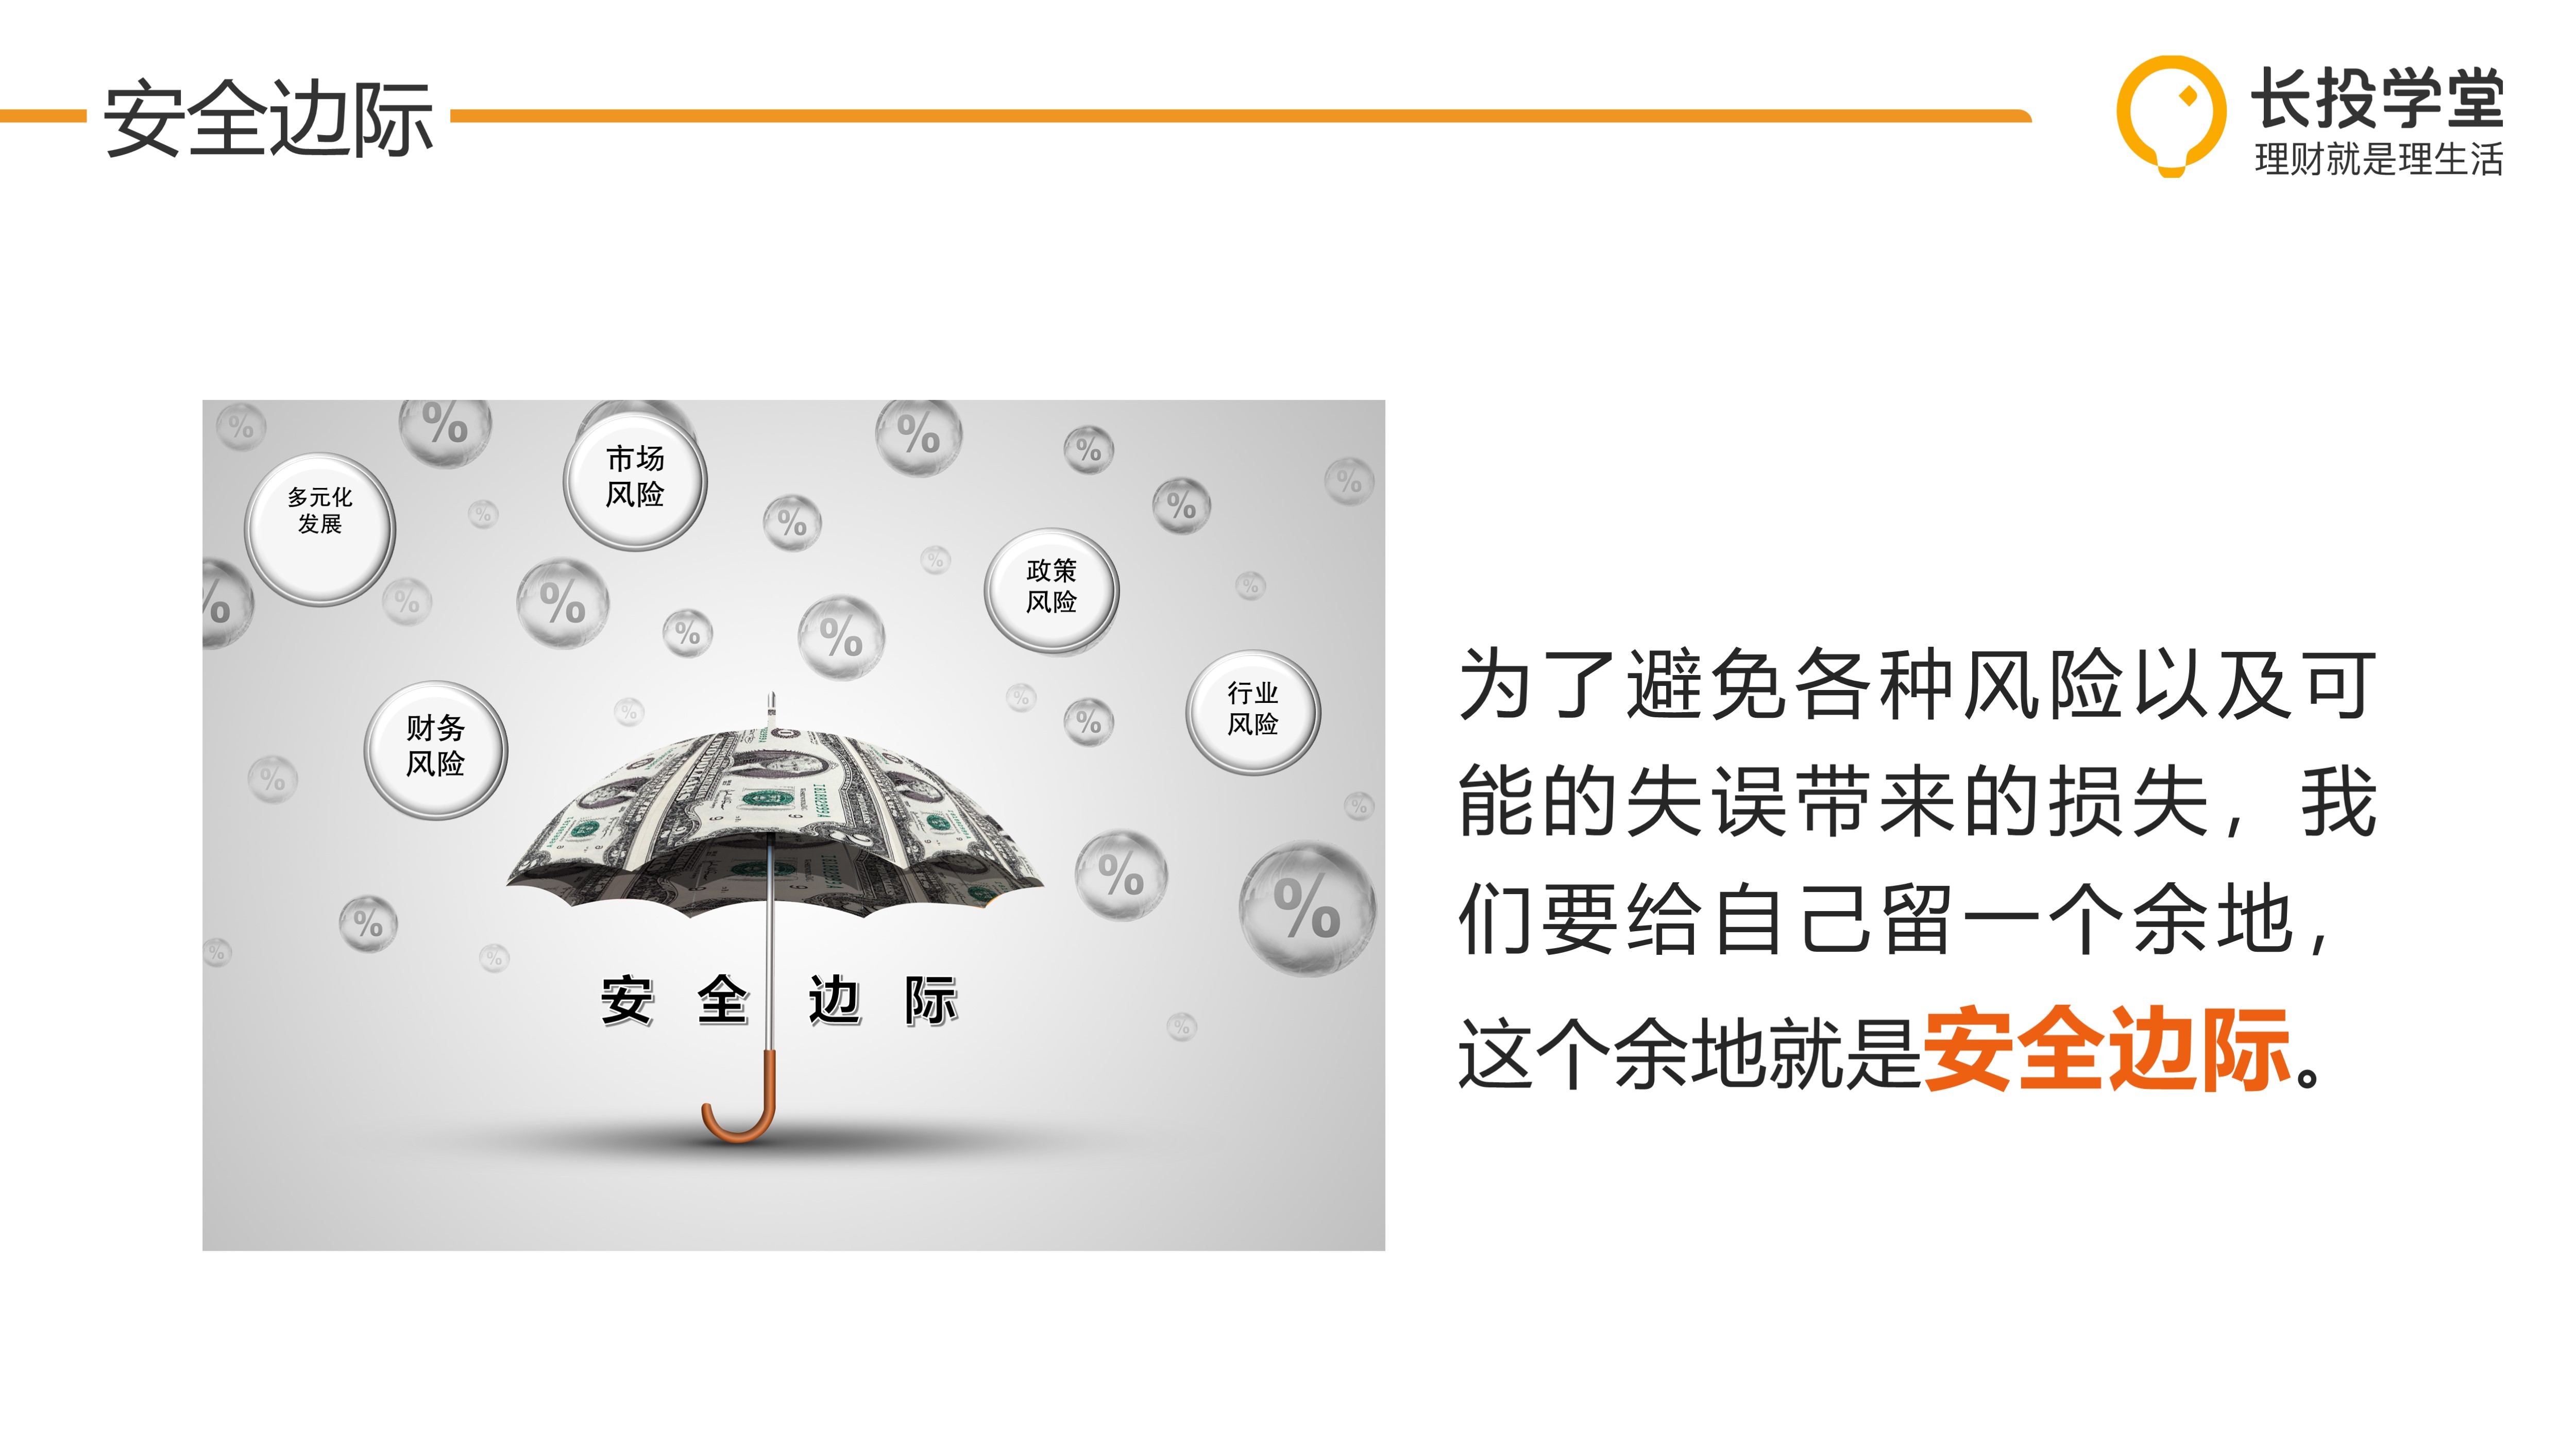 安全边际
长投学堂
理财就是理生活
%
%
市场
风险
%
%
%
多元化
发展
%
%
%
%
政策
风险
%
%
%
%
%
%
%
%
行业
风险
财务
风险
%
%
%
%
%
%
%
%
%
%
安 全 边 际
%
为了避免各种风险以及可
能的失误带来的损失，我
们要给自己留一个余地，
这个余地就是安全边际。